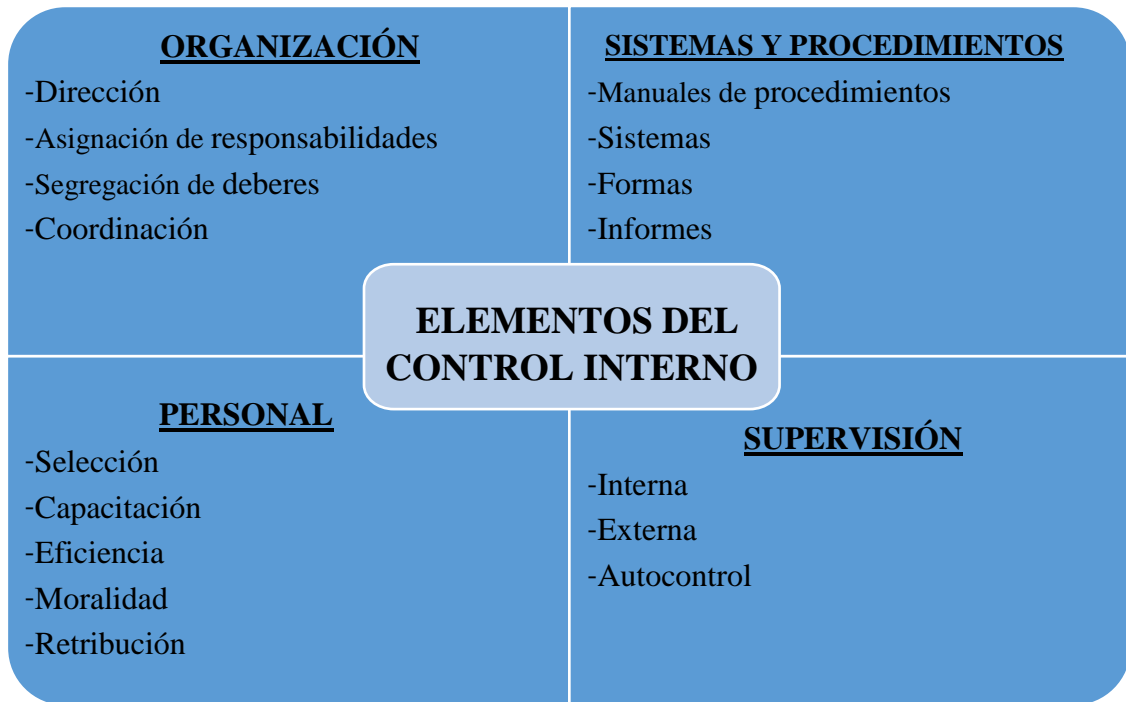 ORGANIZACIÓN
-Dirección
-Asignación de responsabilidades
-Segregación de deberes
-Coordinación
SISTEMAS Y PROCEDIMIENTOS
-Manuales de procedimientos
-Sistemas
-Formas
-Informes
ELEMENTOS DEL
CONTROL INTERNO
PERSONAL
-Selección
-Capacitación
-Eficiencia
-Moralidad
-Retribución
SUPERVISIÓN
-Interna
-Externa
-Autocontrol